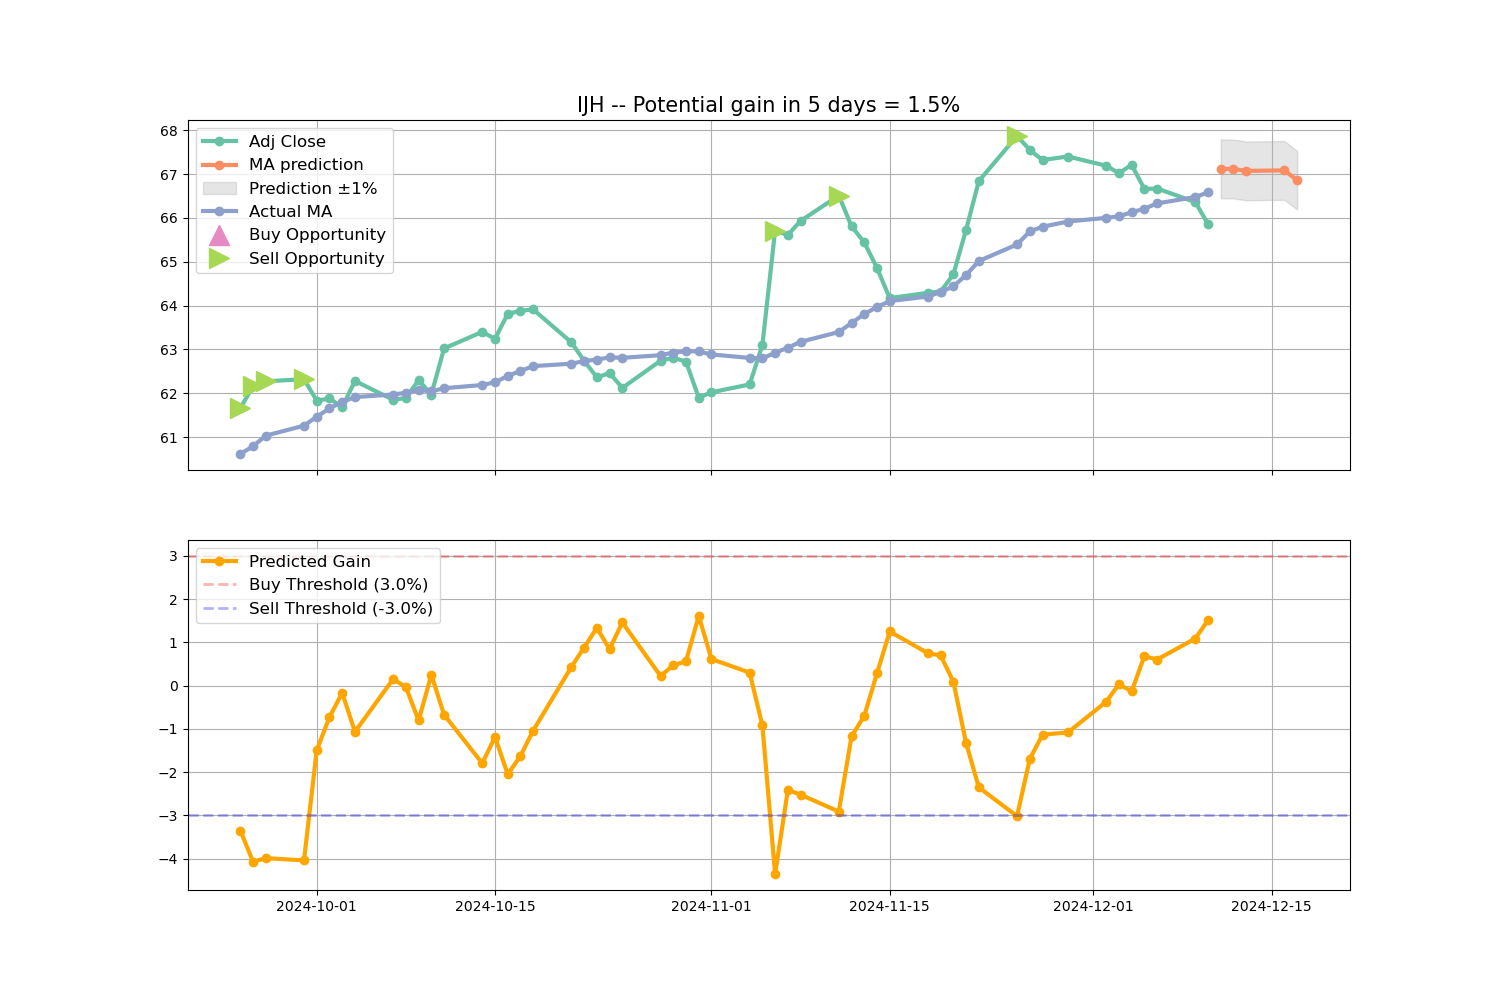 IJH -- Potential gain in 5 days = 1.5%
68
67
66
65
64
63
62
61
Adj Close
MA prediction
Prediction ±1%
Actual MA
Buy Opportunity
Sell Opportunity
3
2
1
0
−1
−2
−3
−4
Predicted Gain
Buy Threshold (3.0%)
Sell Threshold (-3.0%)
2024-10-01
2024-10-15
2024-11-01
2024-11-15
2024-12-01
2024-12-15